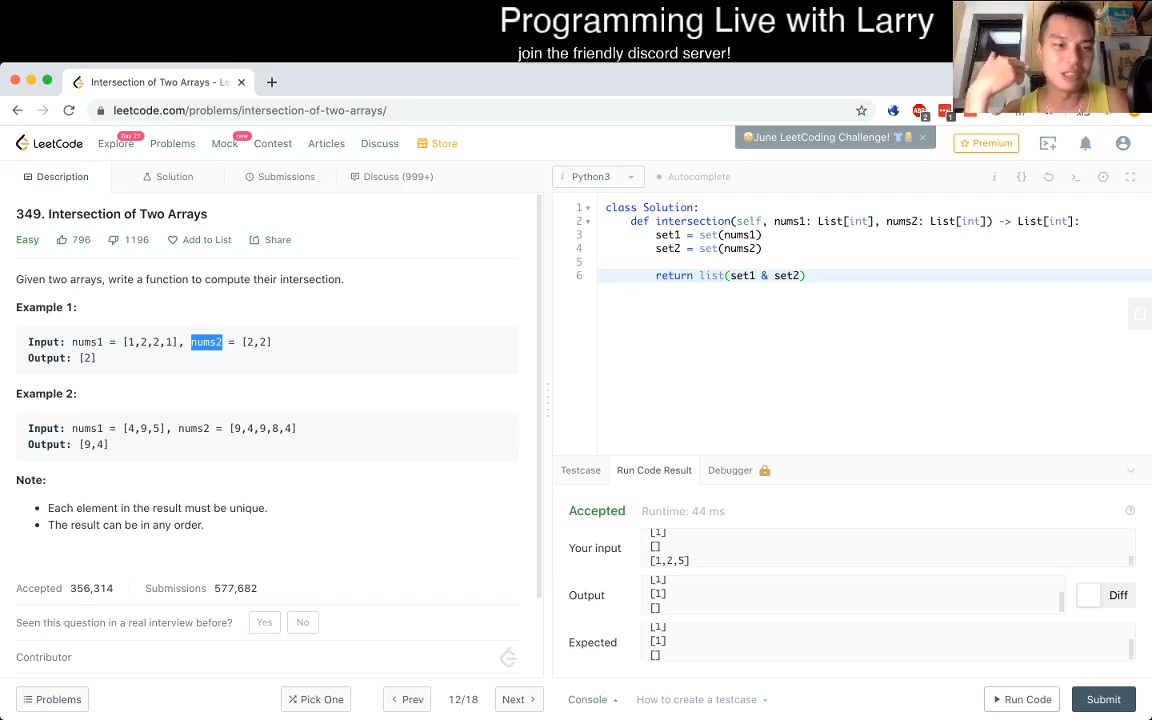 Programming Live with Larry
join the friendly discord server!
Intersection of Two Arrays - Le
leetcode.com/problems/intersection-of-two-arrays/
LeetCode
Explore
Day 21
Problems
Mock
new
Contest
Articles
Discuss
Store
June LeetCoding Challenge!
Premium
Description
Solution
Submissions
Discuss (999+)
i Python3
Autocomplete
349. Intersection of Two Arrays
Easy 796 1196 Add to List Share
Given two arrays, write a function to compute their intersection.
Example 1:
Input: nums1 = [1,2,2,1], nums2 = [2,2]
Output: [2]
Example 2:
Input: nums1 = [4,9,5], nums2 = [9,4,9,8,4]
Output: [9,4]
Note:
Each element in the result must be unique.
The result can be in any order.
Accepted 356,314 Submissions 577,682
Seen this question in a real interview before? Yes No
Contributor
Problems
Pick One
Prev
12/18
Next
1 class Solution:
2 def intersection(self, nums1: List[int], nums2: List[int]) -> List[int]:
3 set1 = set(nums1)
4 set2 = set(nums2)
5
6 return list(set1 & set2)
Testcase
Run Code Result
Debugger
Accepted Runtime: 44 ms
Your input
[1]
[]
[1,2,5]
Output
[1]
[1]
[]
Diff
Expected
[1]
[1]
[]
Console
How to create a testcase
Run Code
Submit